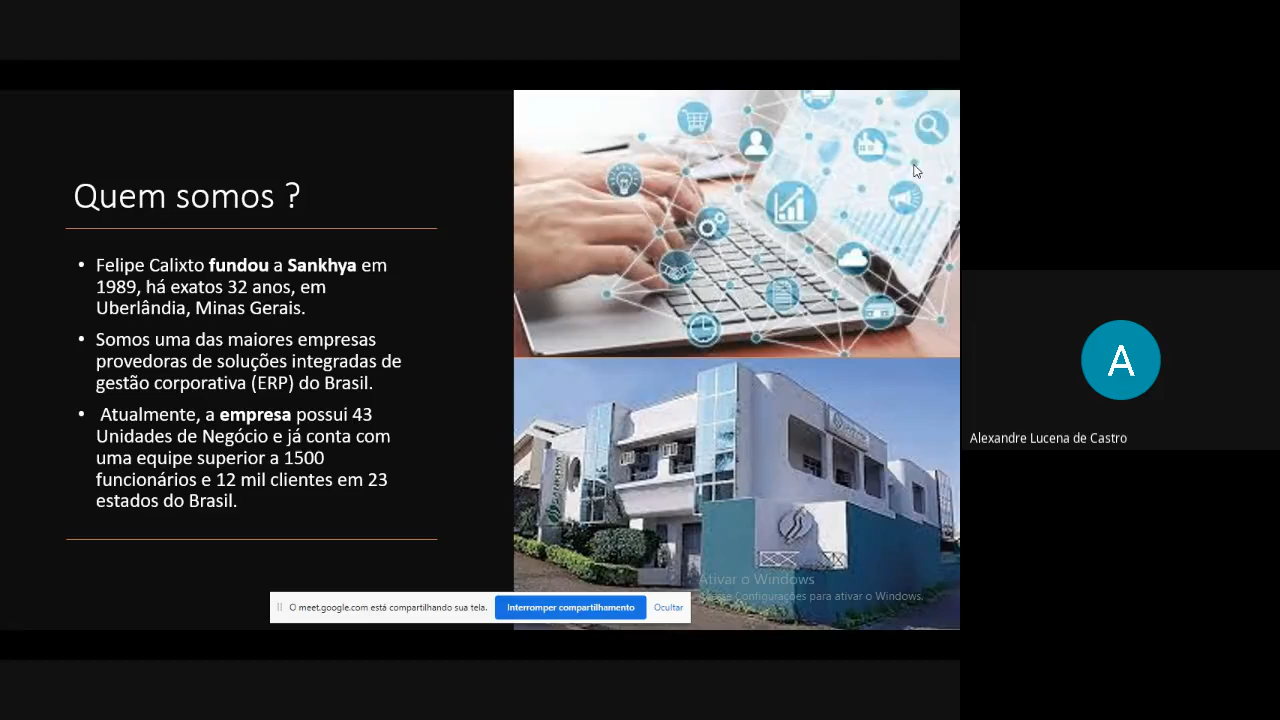 Quem somos ?
• Felipe Calixto fundou a Sankhya em
1989, há exatos 32 anos, em
Uberlândia, Minas Gerais.
• Somos uma das maiores empresas
provedoras de soluções integradas de
gestão corporativa (ERP) do Brasil.
• Atualmente, a empresa possui 43
Unidades de Negócio e já conta com
uma equipe superior a 1500
funcionários e 12 mil clientes em 23
estados do Brasil.
SANKHYA
Ativar o Windows
Configurações para ativar o Windows.
O meet.google.com está compartilhando sua tela.
Interromper compartilhamento
Ocultar
A
Alexandre Lucena de Castro